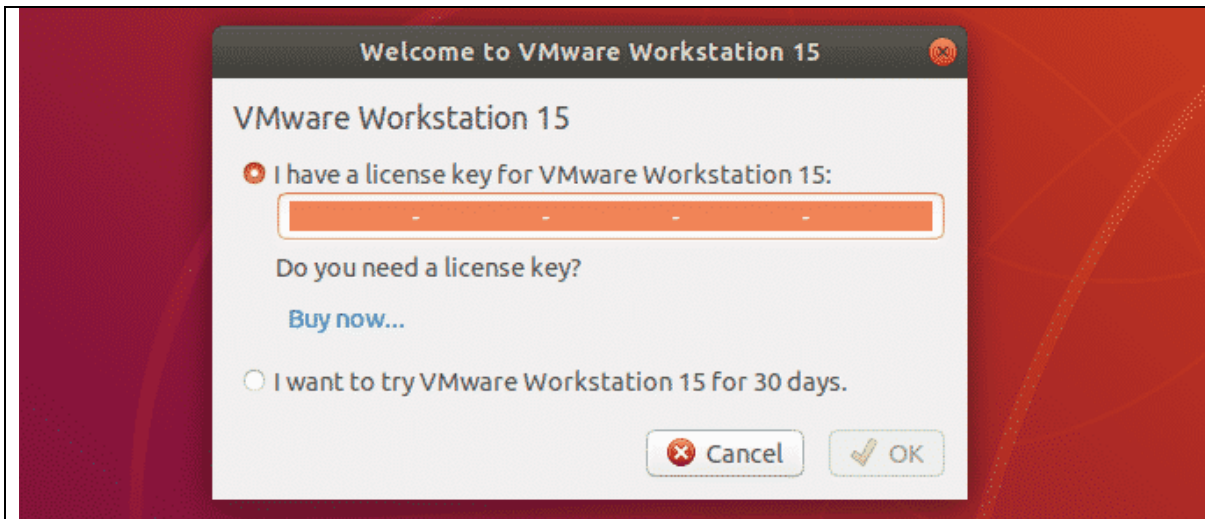 Welcome to VMware Workstation 15
VMware Workstation 15
I have a license key for VMware Workstation 15:
- - - -
Do you need a license key?
Buy now...
I want to try VMware Workstation 15 for 30 days.
Cancel OK